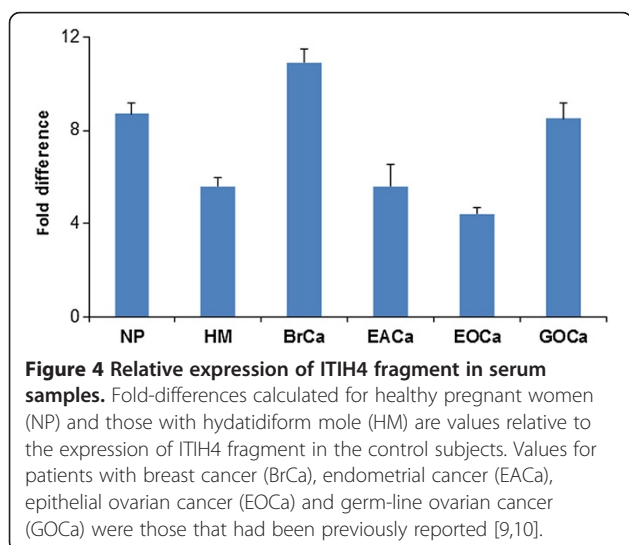 12
8
4
0
Fold difference
NP HM BrCa EACa EOCa GOCa
Figure 4 Relative expression of ITIH4 fragment in serum
samples. Fold-differences calculated for healthy pregnant women
(NP) and those with hydatidiform mole (HM) are values relative to
the expression of ITIH4 fragment in the control subjects. Values for
patients with breast cancer (BrCa), endometrial cancer (EACa),
epithelial ovarian cancer (EOCa) and germ-line ovarian cancer
(GOCa) were those that had been previously reported [9,10].